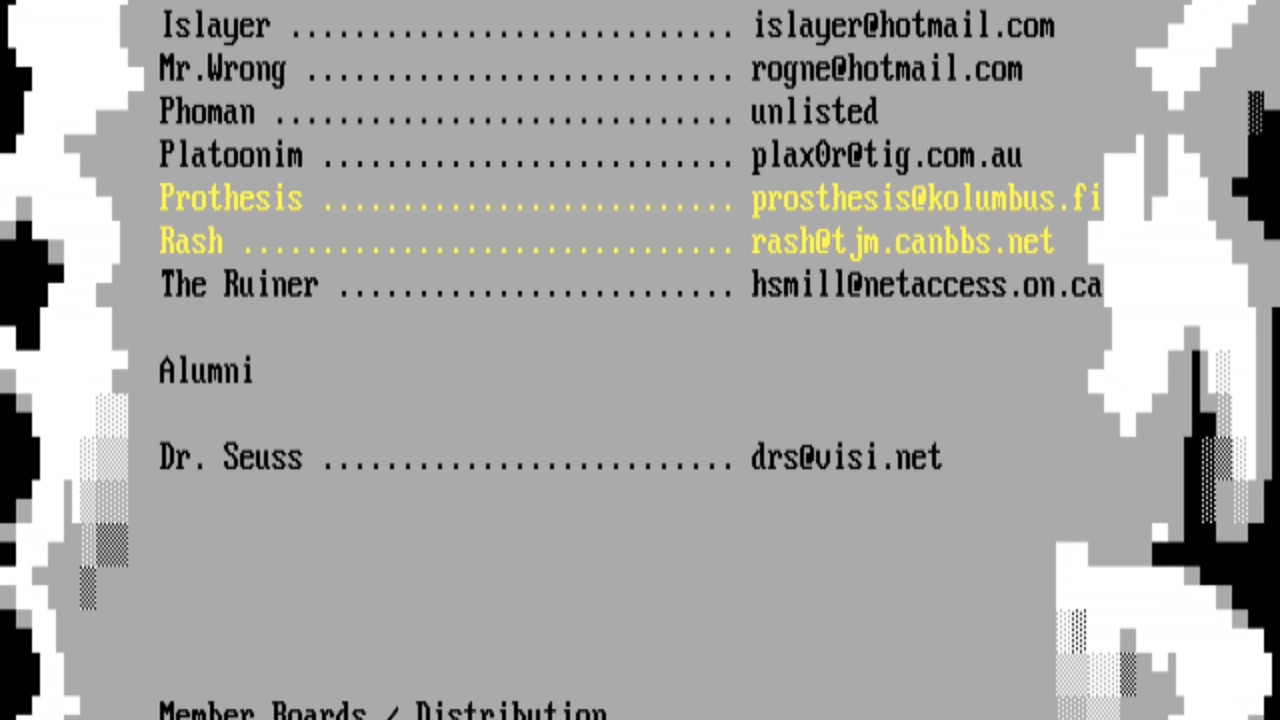 Islayer ............................ islayer@hotmail.com
Mr.Wrong ........................... rogne@hotmail.com
Phoman ............................. unlisted
Platoonim .......................... plax0r@tig.com.au
Prothesis .......................... prosthesis@kolumbus.fi
Rash ............................... rash@tjm.canbbs.net
The Ruiner ......................... hsmill@netaccess.on.ca
Alumni
Dr. Seuss .......................... drs@visi.net
Member Boards / Distribution